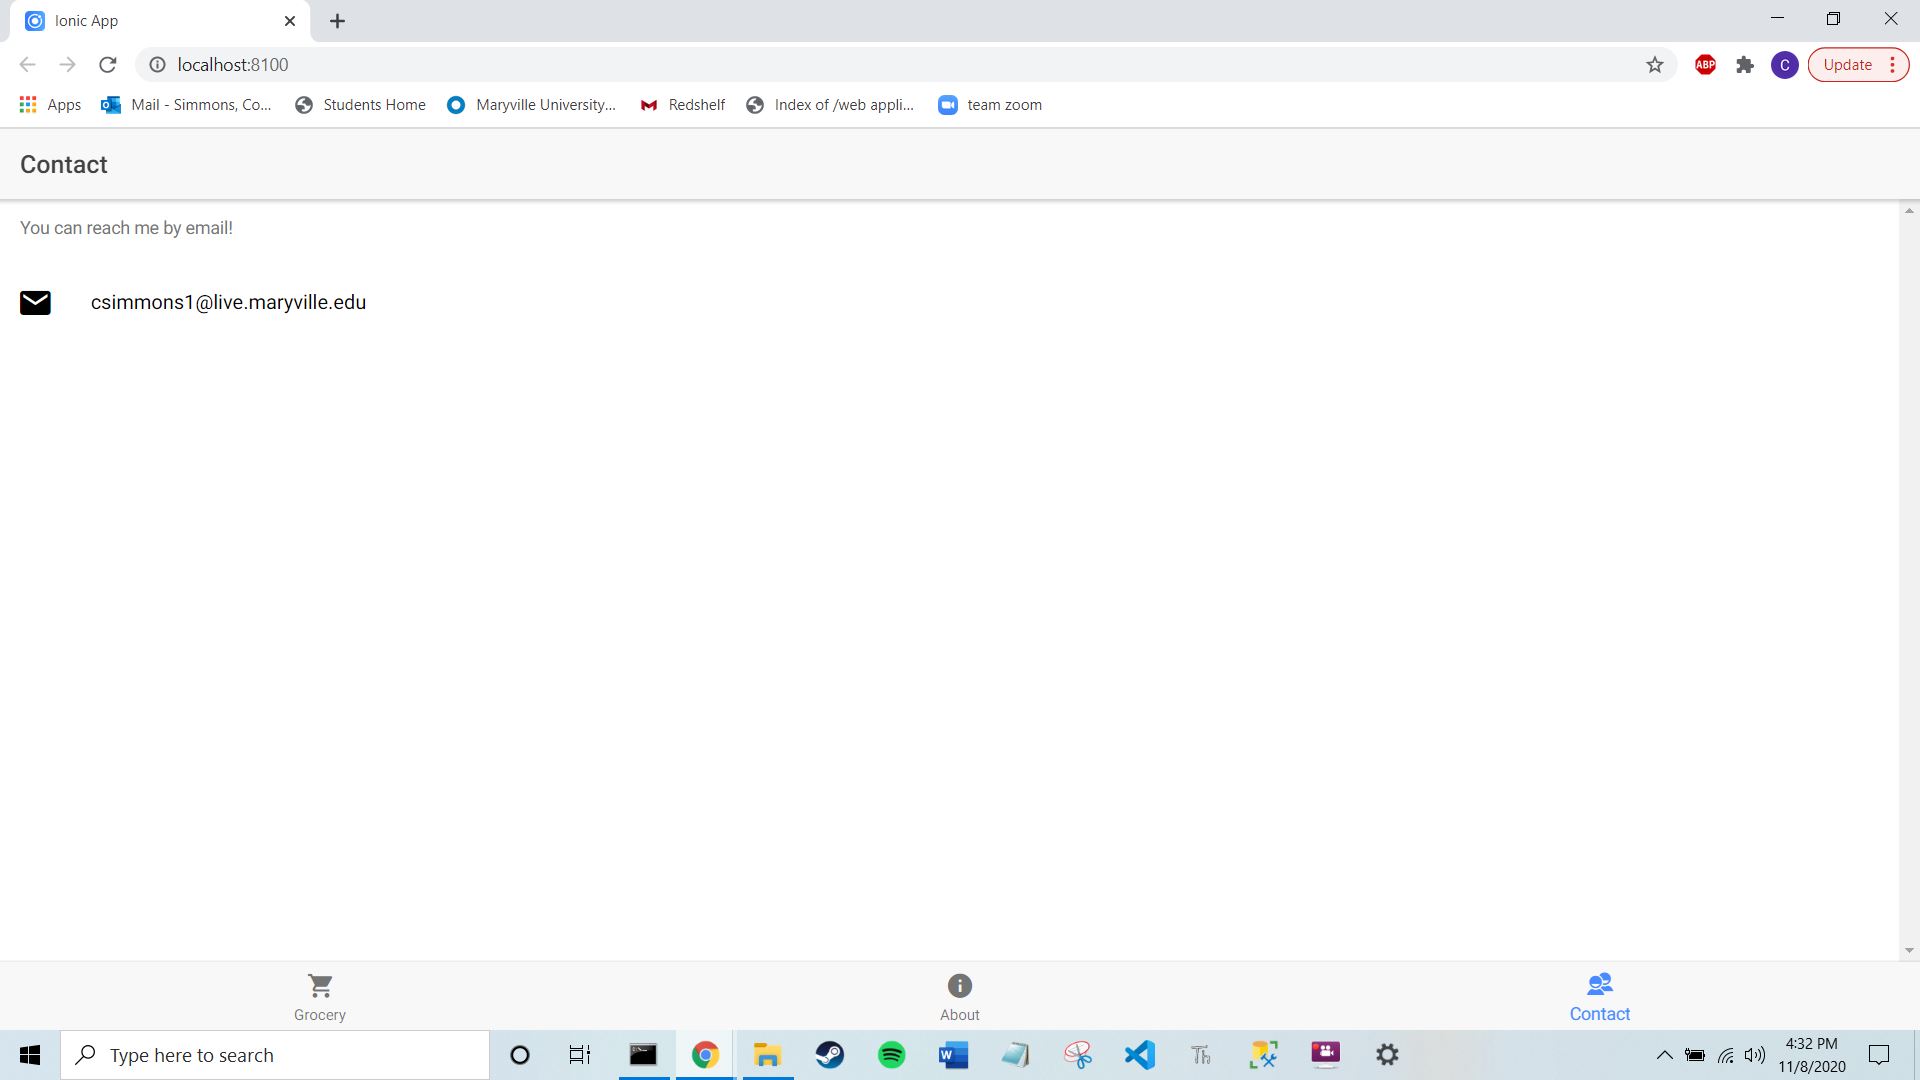 Ionic App
localhost:8100
ABP
C
Update
Apps
Mail - Simmons, Co...
Students Home
Maryville University...
Redshelf
Index of /web appli...
team zoom
Contact
You can reach me by email!
csimmons1@live.maryville.edu
Grocery
About
Contact
Type here to search
W
Th
4:32 PM
11/8/2020